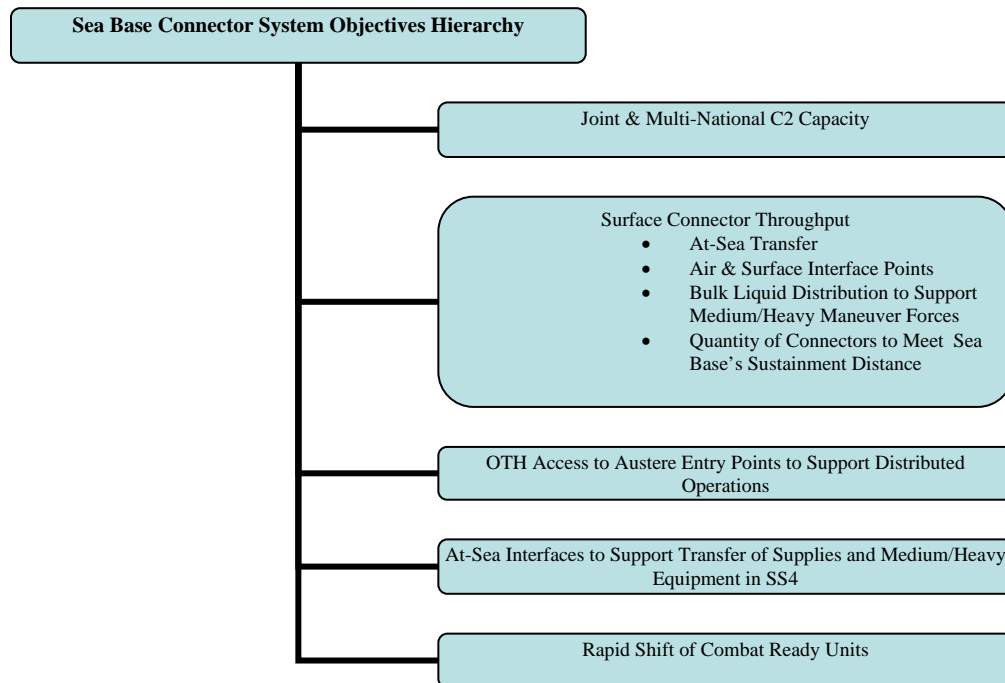 Sea Base Connector System Objectives Hierarchy
Joint & Multi-National C2 Capacity
Surface Connector Throughput
• At-Sea Transfer
• Air & Surface Interface Points
• Bulk Liquid Distribution to Support
Medium/Heavy Maneuver Forces
• Quantity of Connectors to Meet Sea
Base's Sustainment Distance
OTH Access to Austere Entry Points to Support Distributed
Operations
At-Sea Interfaces to Support Transfer of Supplies and Medium/Heavy
Equipment in SS4
Rapid Shift of Combat Ready Units